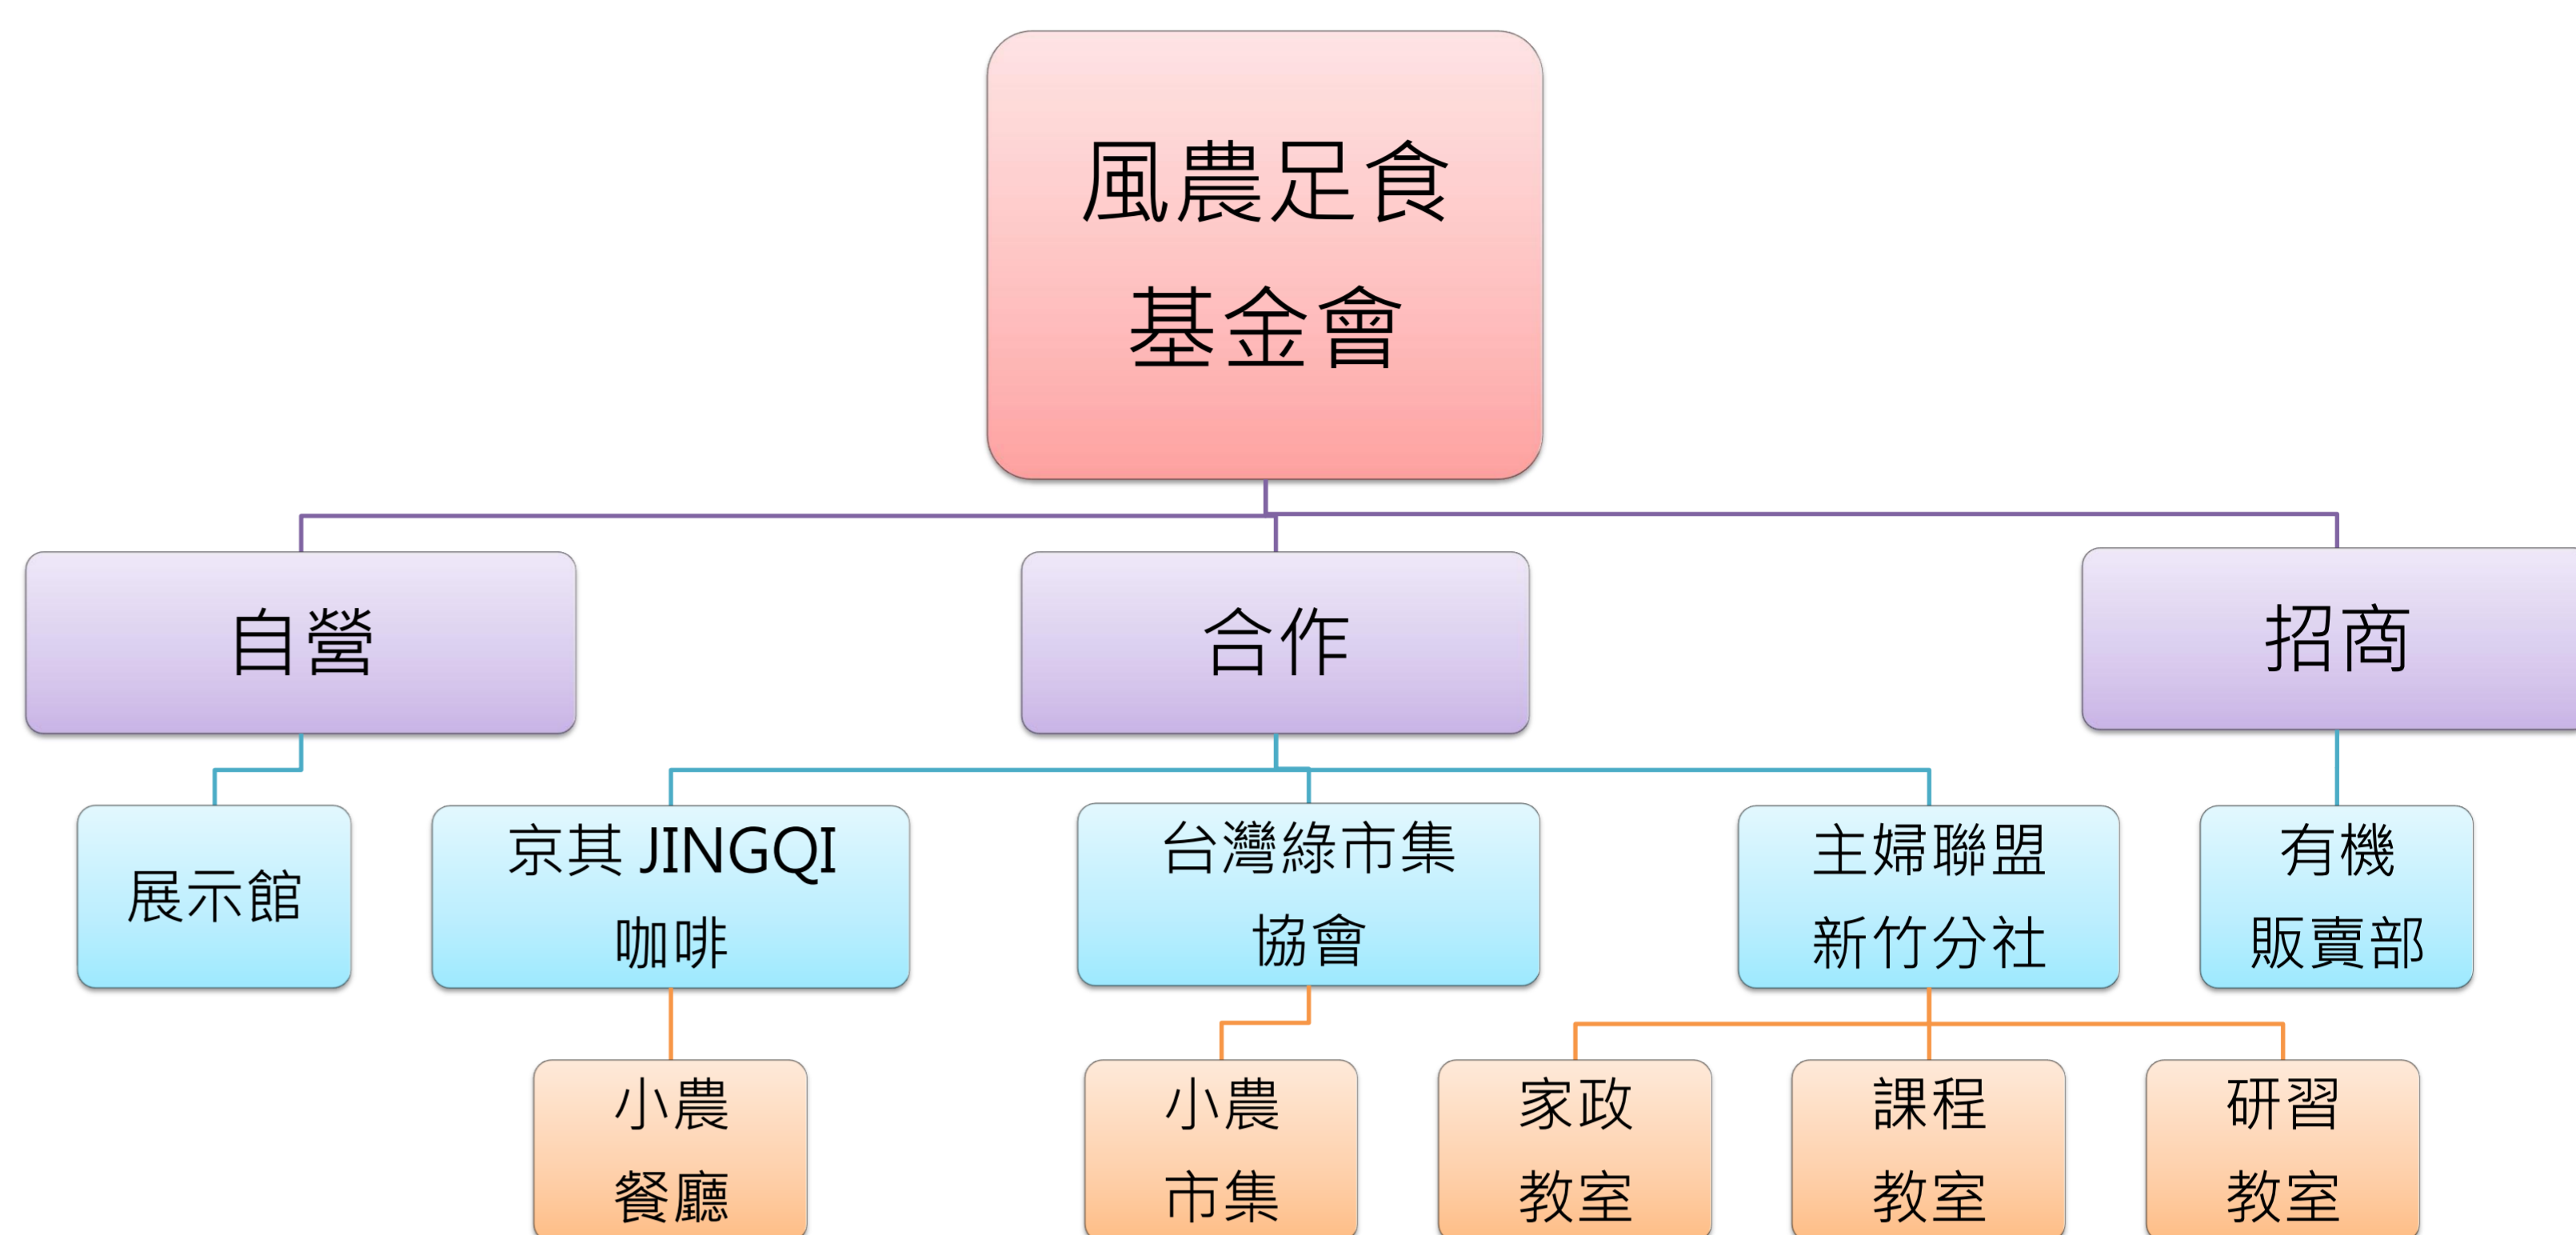 風農足食
基金會
自營
合作
招商
展示館
京其 JINGQI
咖啡
台灣綠市集
協會
主婦聯盟
新竹分社
有機
販賣部
小農
餐廳
小農
市集
家政
教室
課程
教室
研習
教室